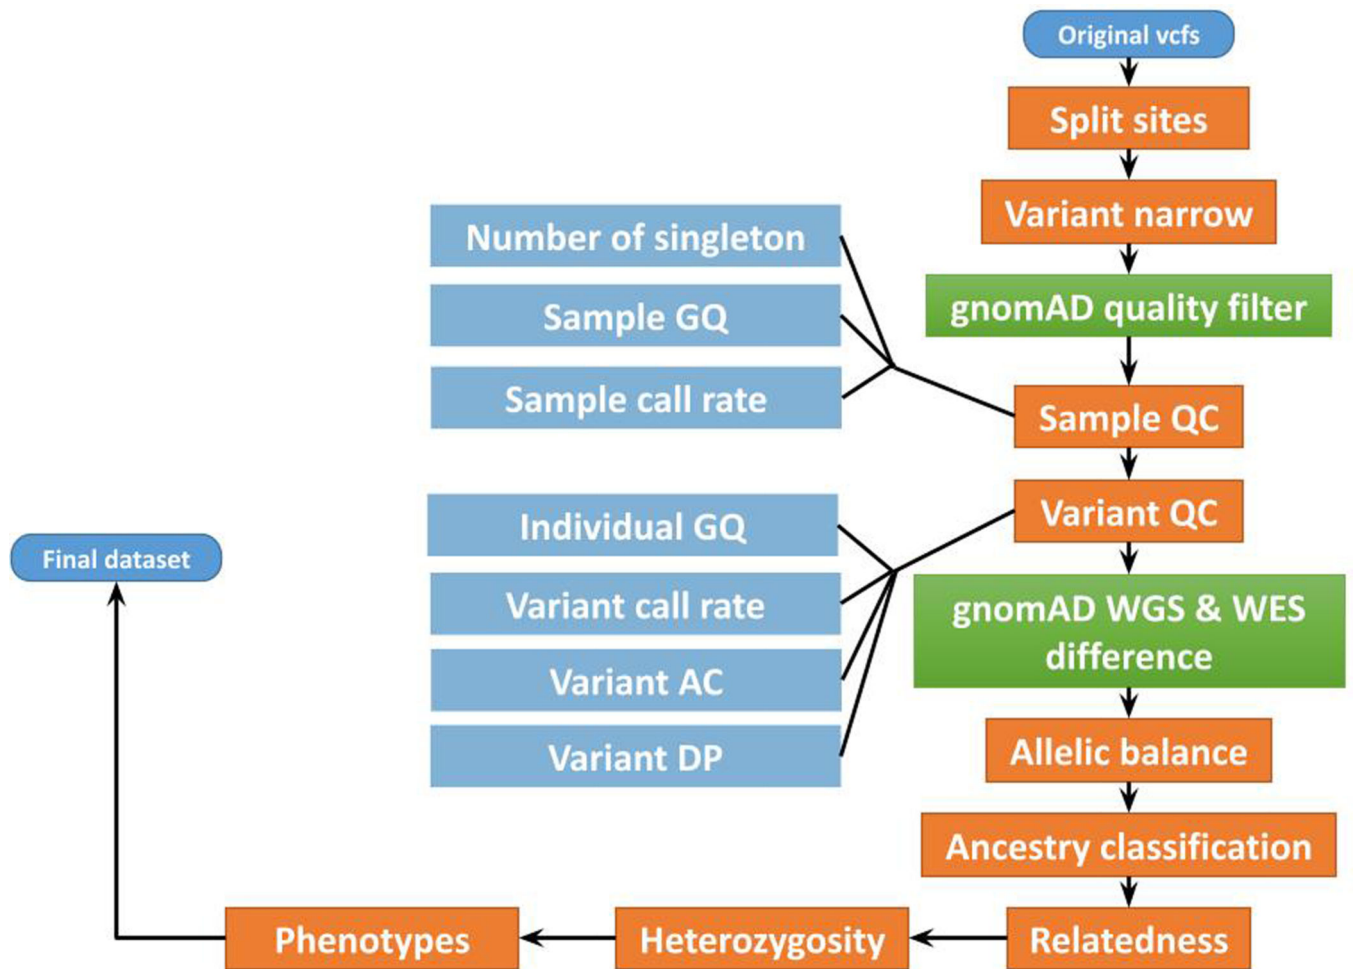 Original vcfs
Split sites
Variant narrow
gnomAD quality filter
Number of singleton
Sample GQ
Sample call rate
Sample QC
Variant QC
Individual GQ
Variant call rate
Variant AC
Variant DP
gnomAD WGS & WES
difference
Allelic balance
Ancestry classification
Relatedness
Heterozygosity
Phenotypes
Final dataset